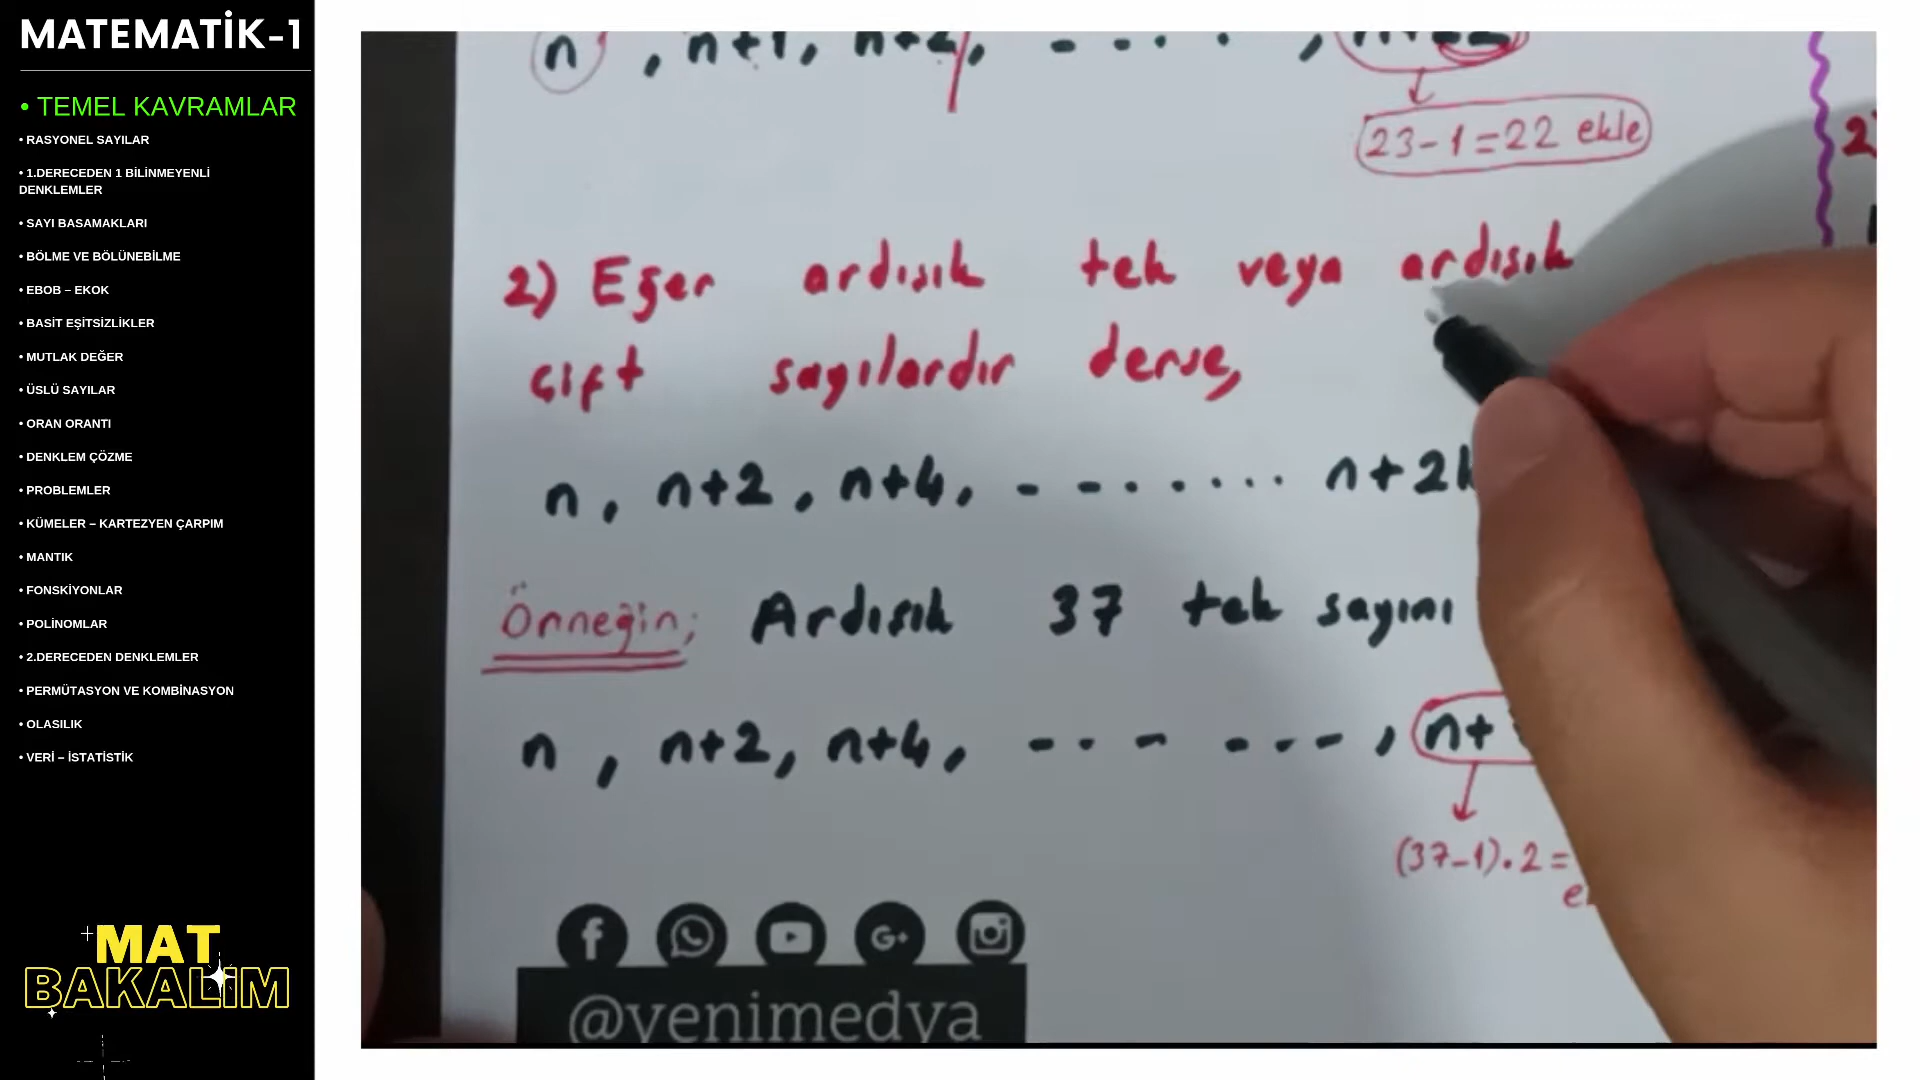 MATEMATİK-1
• TEMEL KAVRAMLAR
• RASYONEL SAYILAR
• 1.DERECEDEN 1 BİLİNMEYENLİ
DENKLEMLER
• SAYI BASAMAKLARI
• BÖLME VE BÖLÜNEBİLME
• EBOB – EKOK
• BASİT EŞİTSİZLİKLER
• MUTLAK DEĞER
• ÜSLÜ SAYILAR
• ORAN ORANTI
• DENKLEM ÇÖZME
• PROBLEMLER
• KÜMELER – KARTEZYEN ÇARPIM
• MANTIK
• FONSKİYONLAR
• POLİNOMLAR
• 2.DERECEDEN DENKLEMLER
• PERMÜTASYON VE KOMBİNASYON
• OLASILIK
• VERİ – İSTATİSTİK
MAT
BAKALIM
n , n+1, n+2, - - . . . ,
23-1=22 ekle
2) Eğer ardışık tek veya ardışık
çift sayılardır derse,
n , n+2 , n+4, - - . . . . . n+2
Örneğin; Ardışık 37 tek sayını
n , n+2, n+4, - - - - - - , n+
(37-1).2=
@yenimedya
2